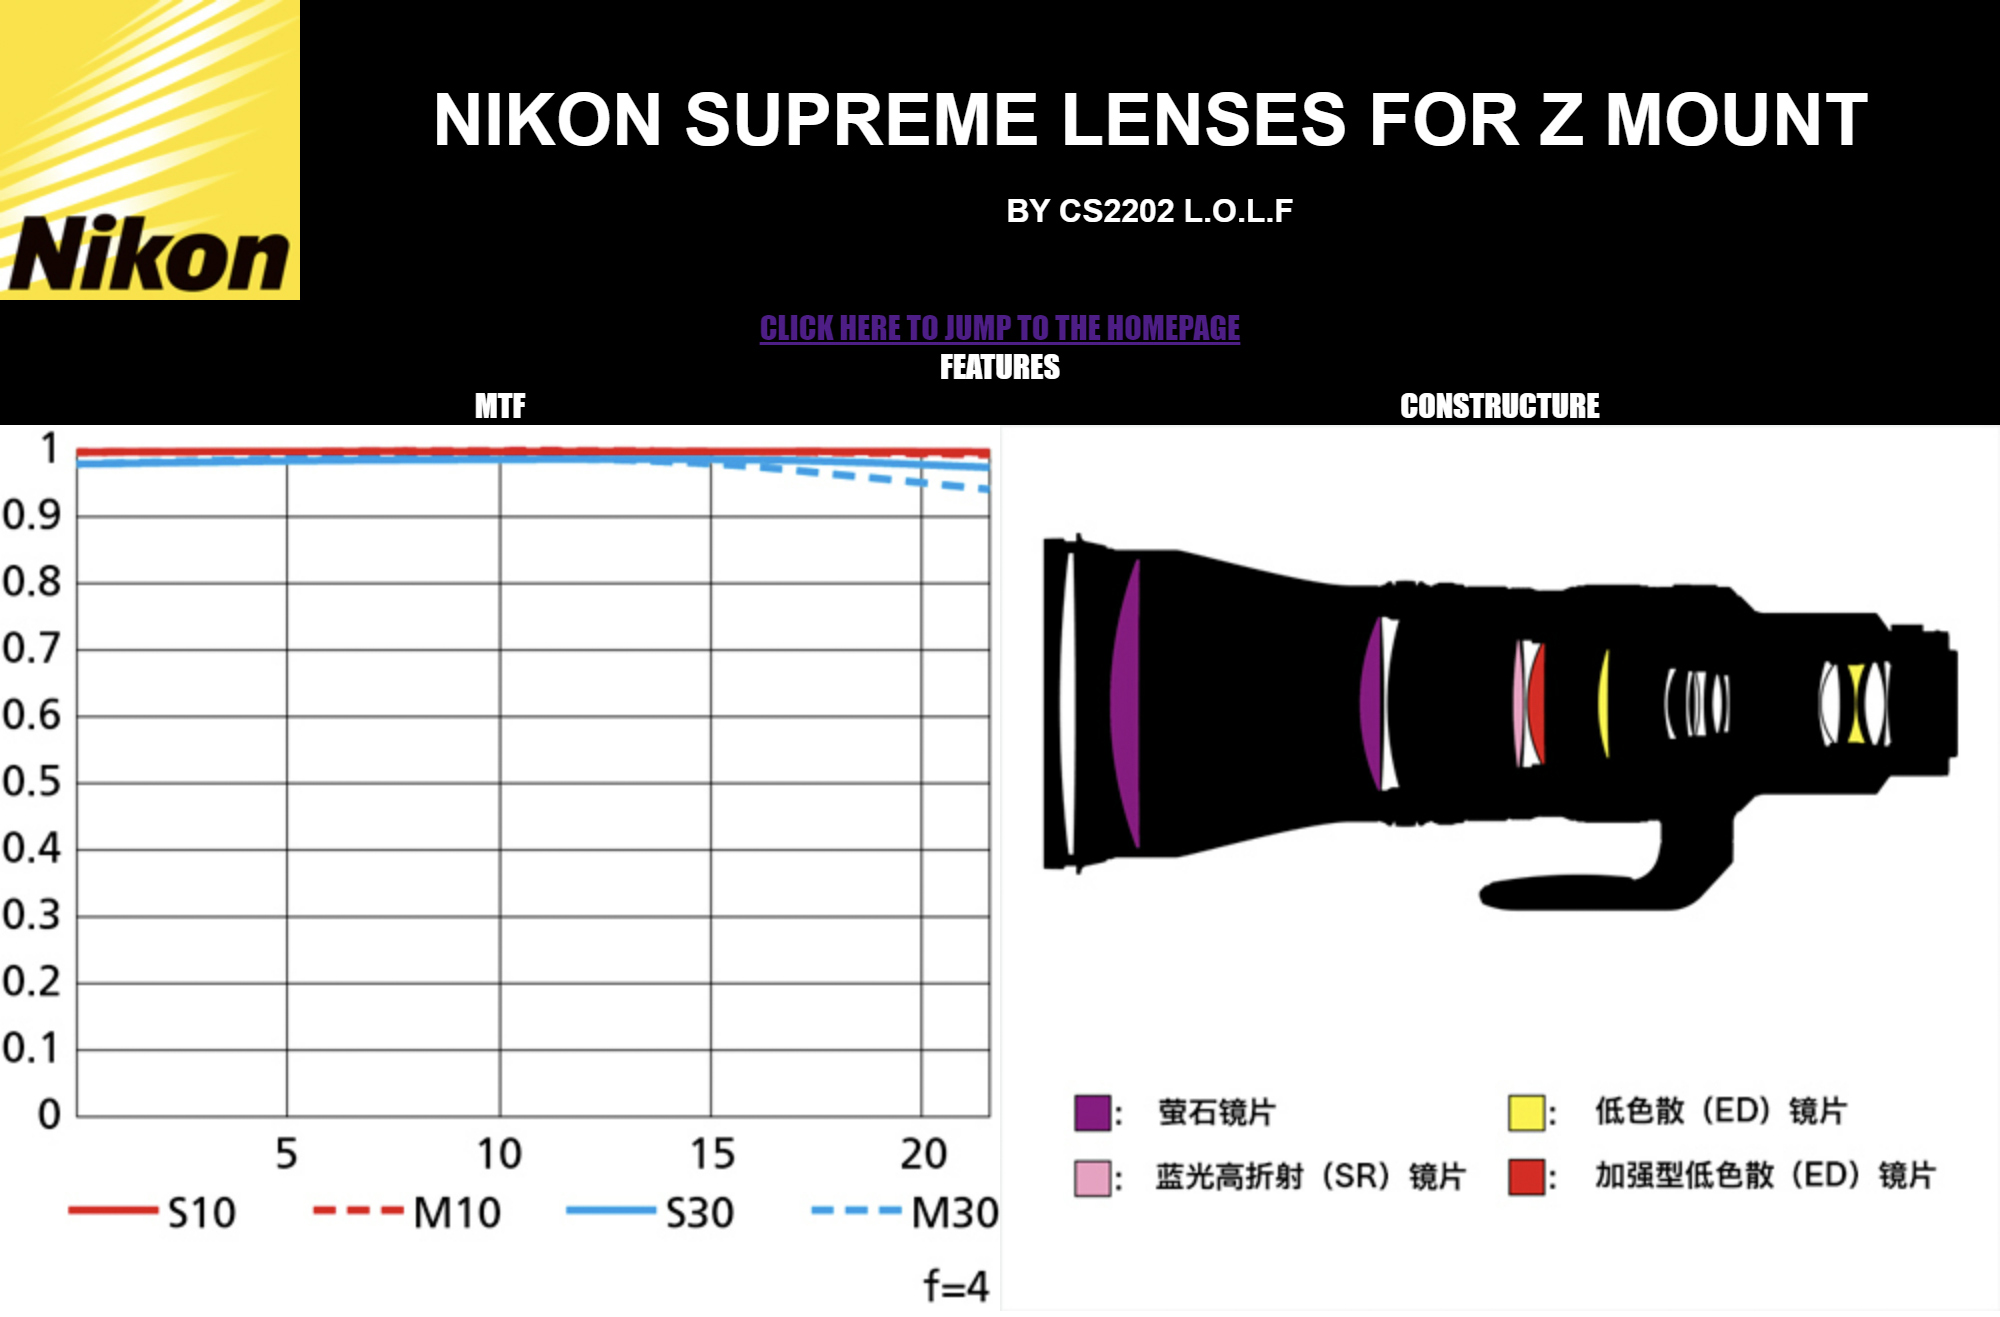 Nikon
NIKON SUPREME LENSES FOR Z MOUNT
BY CS2202 L.O.L.F
CLICK HERE TO JUMP TO THE HOMEPAGE
FEATURES
MTF
CONSTRUCTURE
1
0.9
0.8
0.7
0.6
0.5
0.4
0.3
0.2
0.1
0
5 10 15 20
S10 M10 S30 M30
f=4
: 萤石镜片 : 低色散（ED）镜片
: 蓝光高折射（SR）镜片 : 加强型低色散（ED）镜片